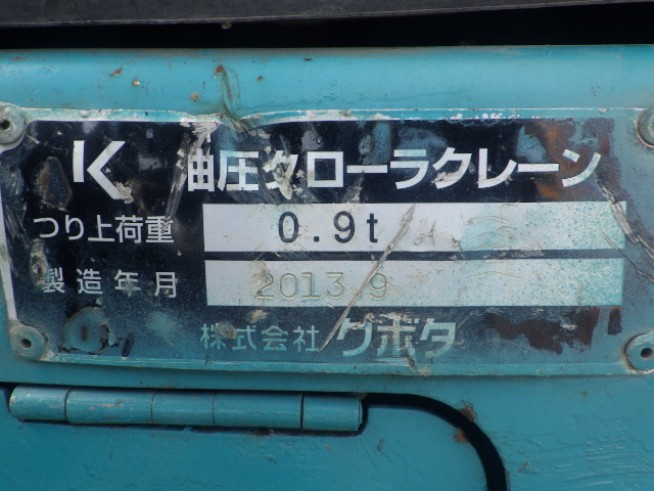 K 油圧クローラクレーン
つり上荷重 0.9t
製造年月 2013 9
株式会社 クボタ